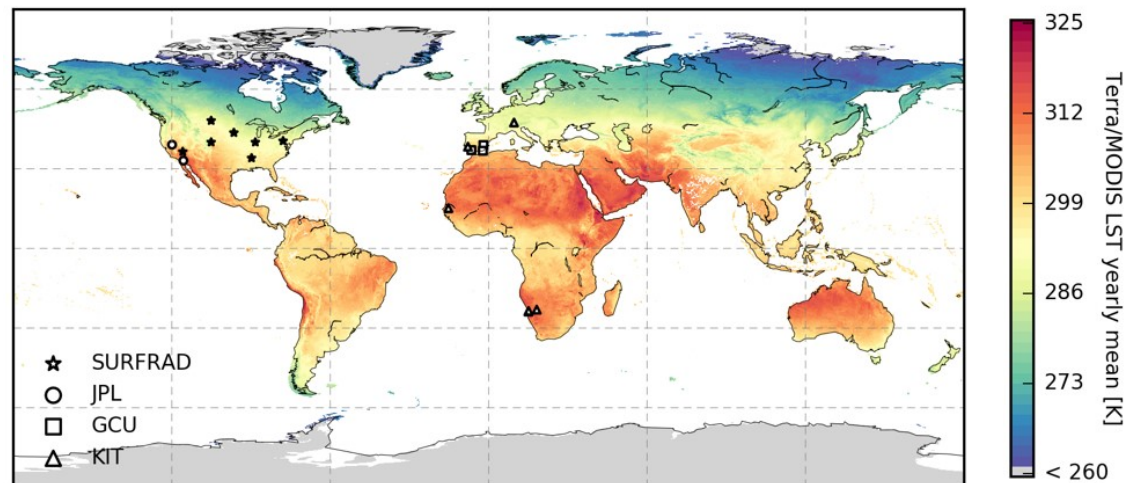 SURFRAD
JPL
GCU
KIT
325
312
299
286
273
< 260
Terra/MODIS LST yearly mean [K]